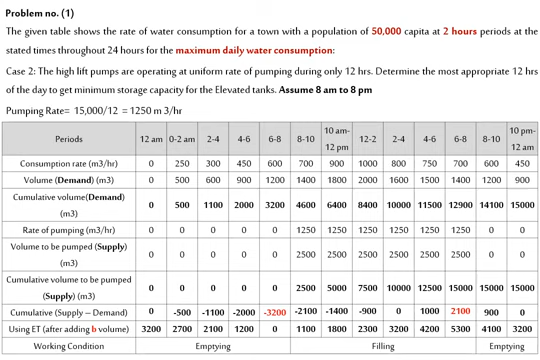 Problem no. (1)
The given table shows the rate of water consumption for a town with a population of 50,000 capita at 2 hours periods at the
stated times throughout 24 hours for the maximum daily water consumption:
Case 2: The high lift pumps are operating at uniform rate of pumping during only 12 hrs. Determine the most appropriate 12 hrs
of the day to get minimum storage capacity for the Elevated tanks. Assume 8 am to 8 pm
Pumping Rate= 15,000/12 = 1250 m 3/hr
Periods 12 am 0-2 am 2-4 4-6 6-8 8-10 10 am-12 pm 12-2 2-4 4-6 6-8 8-10 10 pm-12 am
Consumption rate (m3/hr) 0 250 300 450 600 700 900 1000 800 750 700 600 450
Volume (Demand) (m3) 0 500 600 900 1200 1400 1800 2000 1600 1500 1400 1200 900
Cumulative volume(Demand) (m3) 0 500 1100 2000 3200 4600 6400 8400 10000 11500 12900 14100 15000
Rate of pumping (m3/hr) 0 0 0 0 0 1250 1250 1250 1250 1250 1250 0 0
Volume to be pumped (Supply) (m3) 0 0 0 0 0 2500 2500 2500 2500 2500 2500 0 0
Cumulative volume to be pumped (Supply) (m3) 0 0 0 0 0 2500 5000 7500 10000 12500 15000 15000 15000
Cumulative (Supply – Demand) 0 -500 -1100 -2000 -3200 -2100 -1400 -900 0 1000 2100 900 0
Using ET (after adding b volume) 3200 2700 2100 1200 0 1100 1800 2300 3200 4200 5300 4100 3200
Working Condition Emptying Filling Emptying